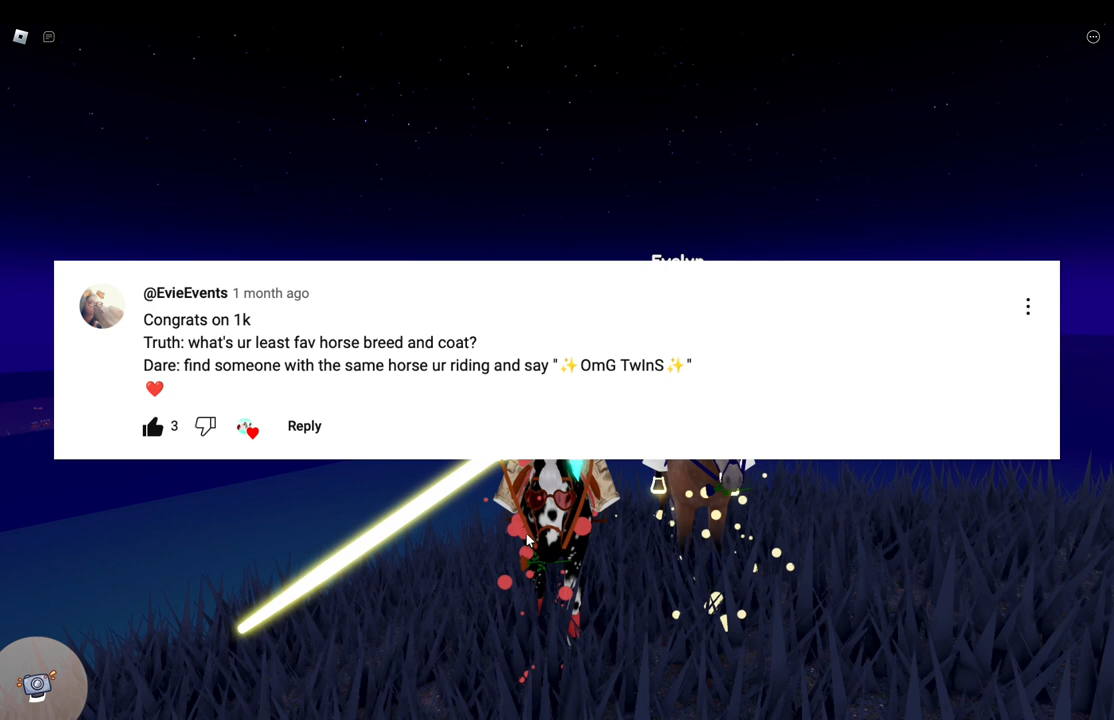 Evelyn
@EvieEvents 1 month ago
Congrats on 1k
Truth: what's ur least fav horse breed and coat?
Dare: find someone with the same horse ur riding and say "✨OmG TwInS✨"
❤️
3 Reply